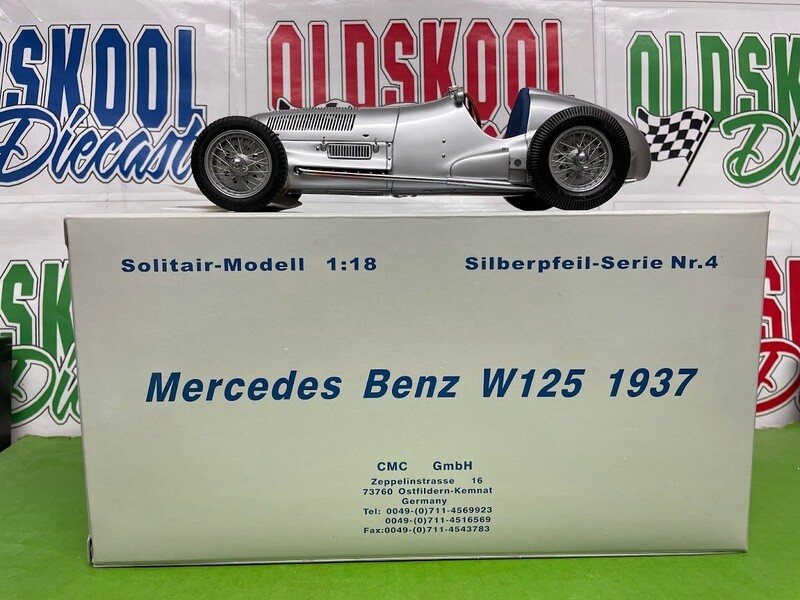 OLDSKOOL
Diecast
OLDSKOOL
OLDSKOOL
Solitair-Modell 1:18
Silberpfeil-Serie Nr.4
Mercedes Benz W125 1937
CMC GmbH
Zeppelinstrasse 16
73760 Ostfildern-Kemnat
Germany
Tel: 0049-(0)711-4569923
0049-(0)711-4516569
Fax:0049-(0)711-4543783